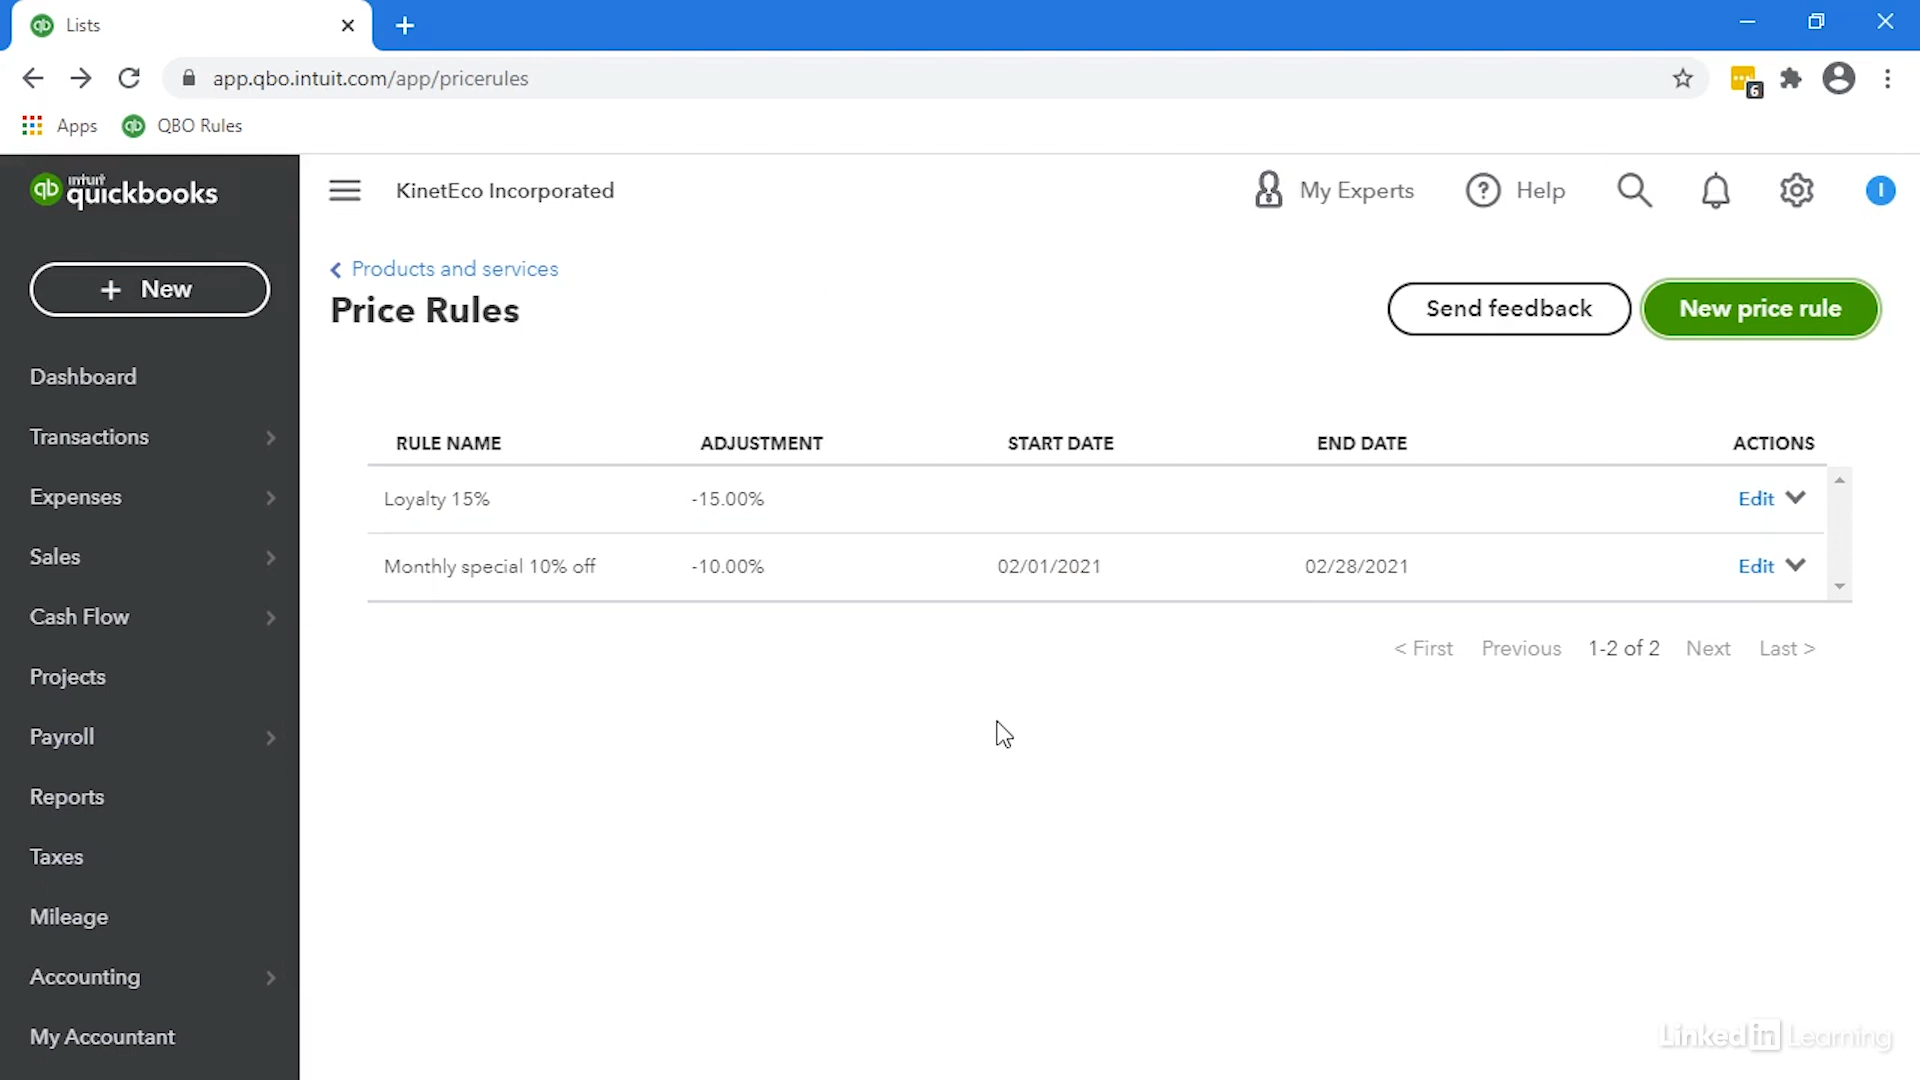 Lists
app.qbo.intuit.com/app/pricerules
6
Apps
QBO Rules
qb intuit quickbooks
KinetEco Incorporated
My Experts
? Help
I
+ New
Products and services
Price Rules
Send feedback
New price rule
Dashboard
Transactions
Expenses
Sales
Cash Flow
Projects
Payroll
Reports
Taxes
Mileage
Accounting
My Accountant
RULE NAME ADJUSTMENT START DATE END DATE ACTIONS
Loyalty 15% -15.00% Edit
Monthly special 10% off -10.00% 02/01/2021 02/28/2021 Edit
< First Previous 1-2 of 2 Next Last >
Linked in Learning